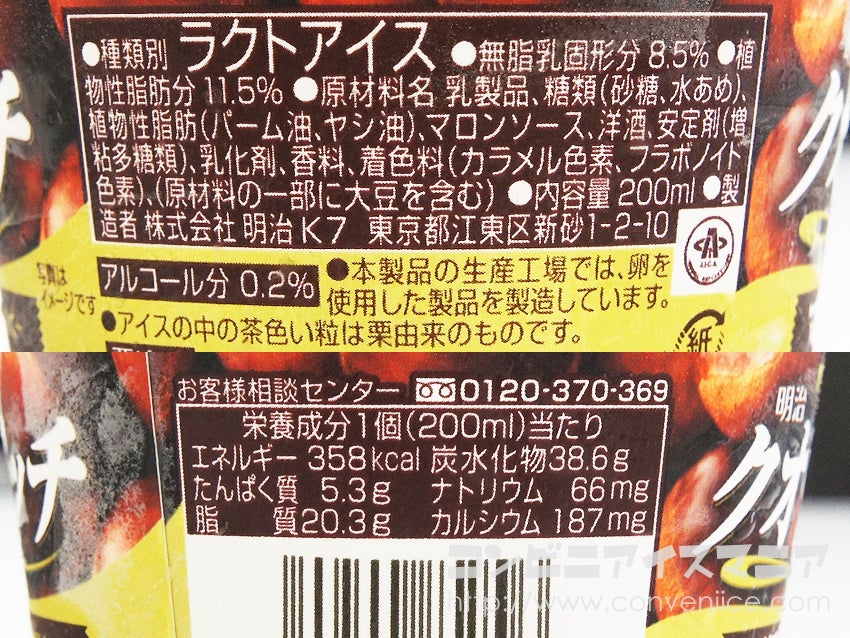 ●種類別 ラクトアイス ●無脂乳固形分 8.5% ●植
物性脂肪分 11.5% ●原材料名 乳製品、糖類(砂糖、水あめ)、
植物性脂肪(パーム油、ヤシ油)、マロンソース、洋酒、安定剤(増
粘多糖類)、乳化剤、香料、着色料(カラメル色素、フラボノイド
色素)、(原材料の一部に大豆を含む) ●内容量 200ml ●製
造者 株式会社 明治 K7 東京都江東区新砂1-2-10
写真は
イメージです
アルコール分 0.2%
●本製品の生産工場では、卵を
使用した製品を製造しています。
●アイスの中の茶色い粒は栗由来のものです。
紙
お客様相談センター 0120-370-369
栄養成分1個(200ml)当たり
エネルギー 358kcal 炭水化物38.6g
たんぱく質 5.3g ナトリウム 66mg
脂 質20.3g カルシウム 187mg
ッチ
明治
クオ
コンビニアイスマニア
http://www.conveniice.com